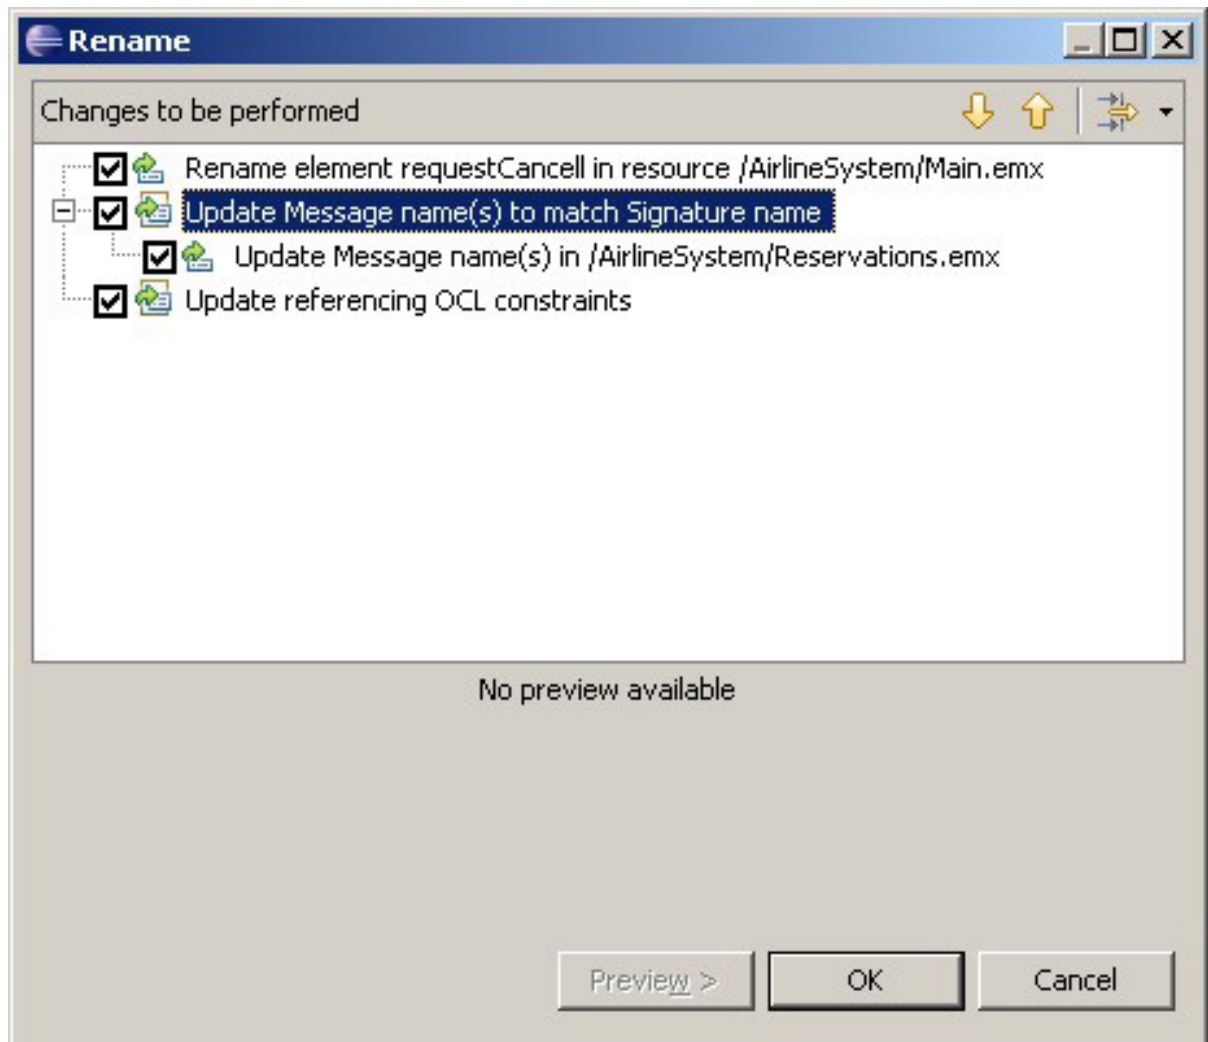 Rename
Changes to be performed
Rename element requestCancell in resource /AirlineSystem/Main.emx
Update Message name(s) to match Signature name
Update Message name(s) in /AirlineSystem/Reservations.emx
Update referencing OCL constraints
No preview available
Preview > OK Cancel